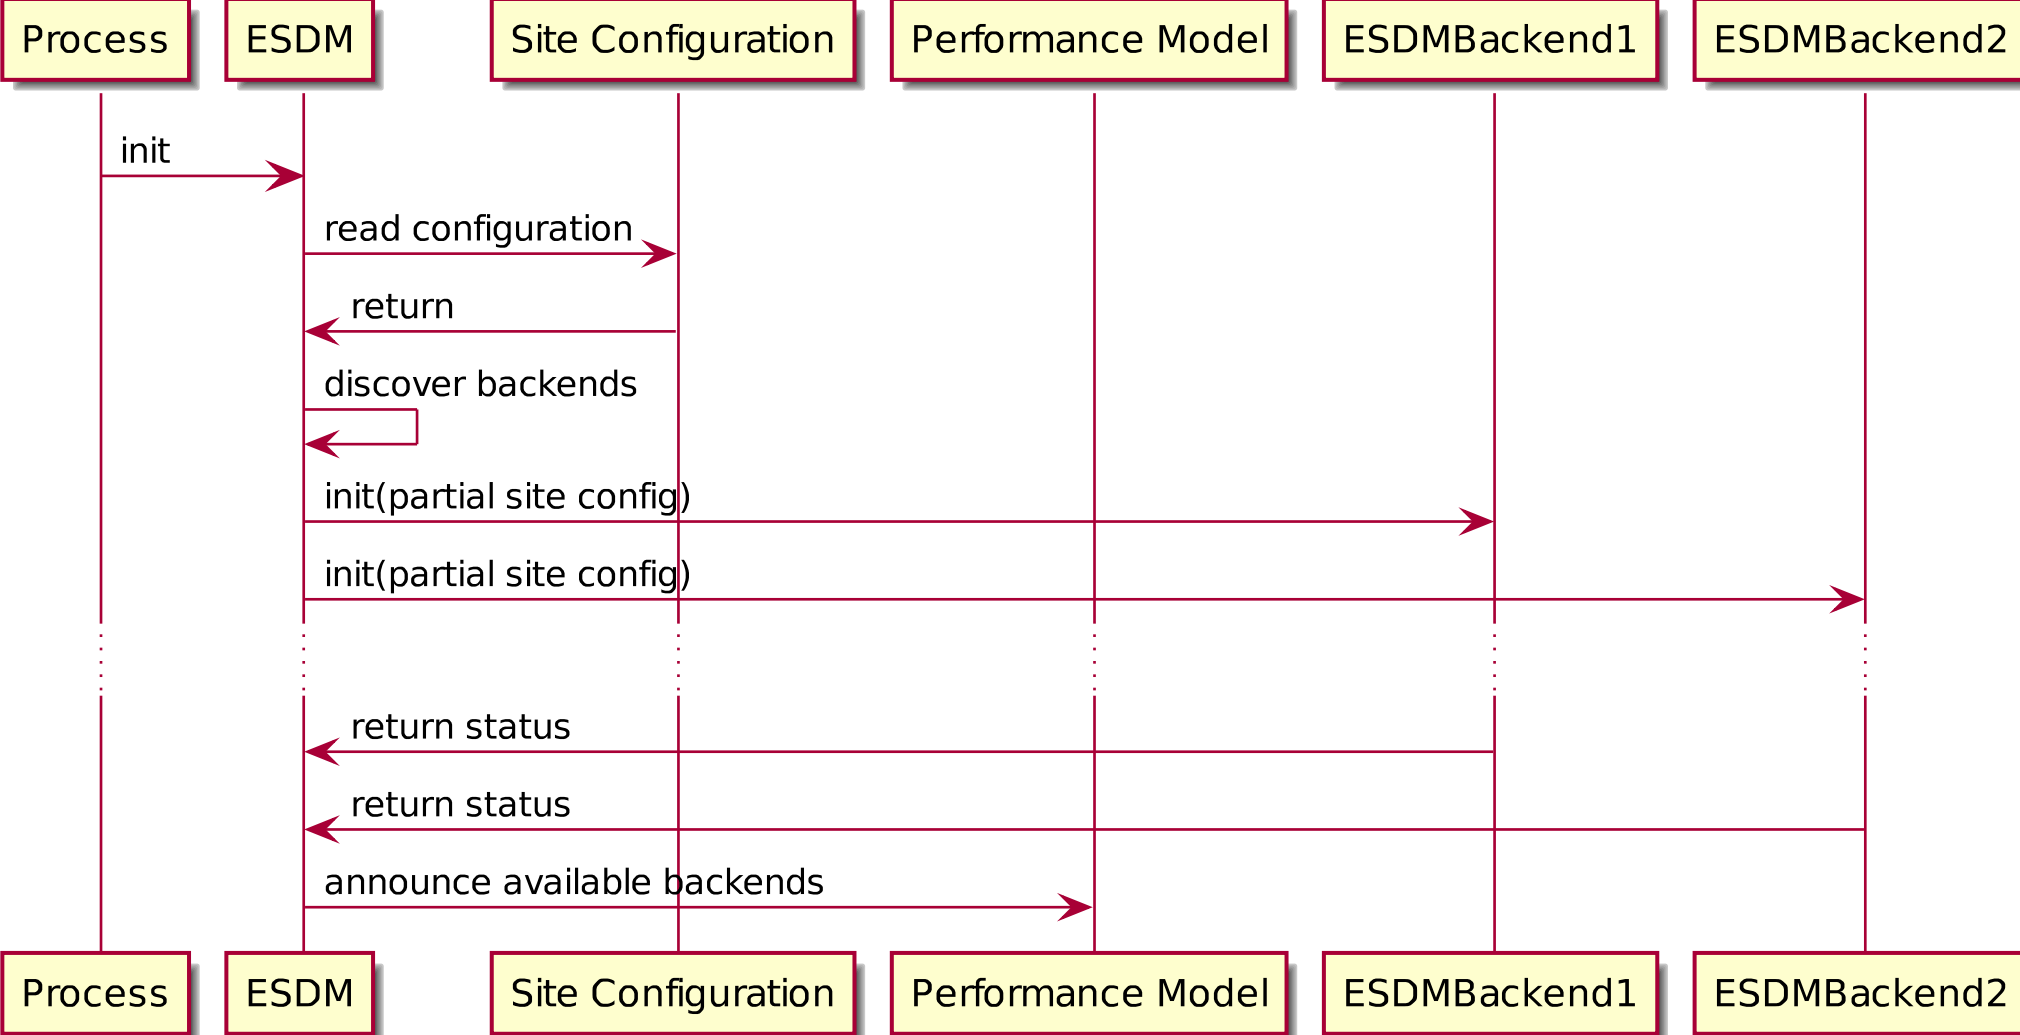 Process
ESDM
Site Configuration
Performance Model
ESDMBackend1
ESDMBackend2
init
read configuration
return
discover backends
init(partial site config)
init(partial site config)
return status
return status
announce available backends
Process
ESDM
Site Configuration
Performance Model
ESDMBackend1
ESDMBackend2